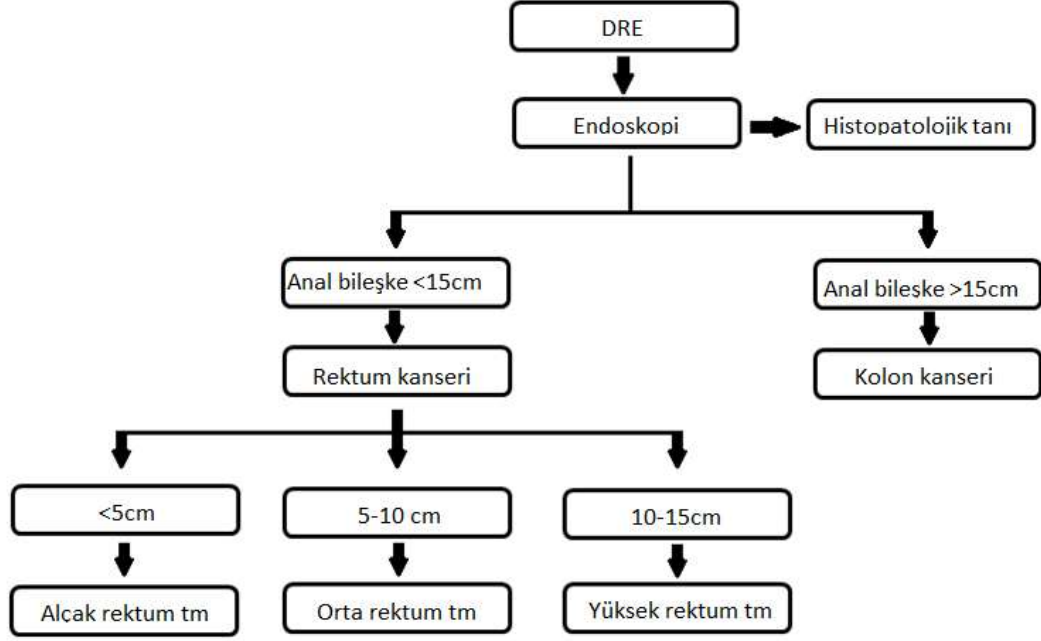 DRE
Endoskopi
Histopatolojik tanı
Anal bileşke <15cm
Anal bileşke >15cm
Rektum kanseri
Kolon kanseri
<5cm
5-10 cm
10-15cm
Alçak rektum tm
Orta rektum tm
Yüksek rektum tm